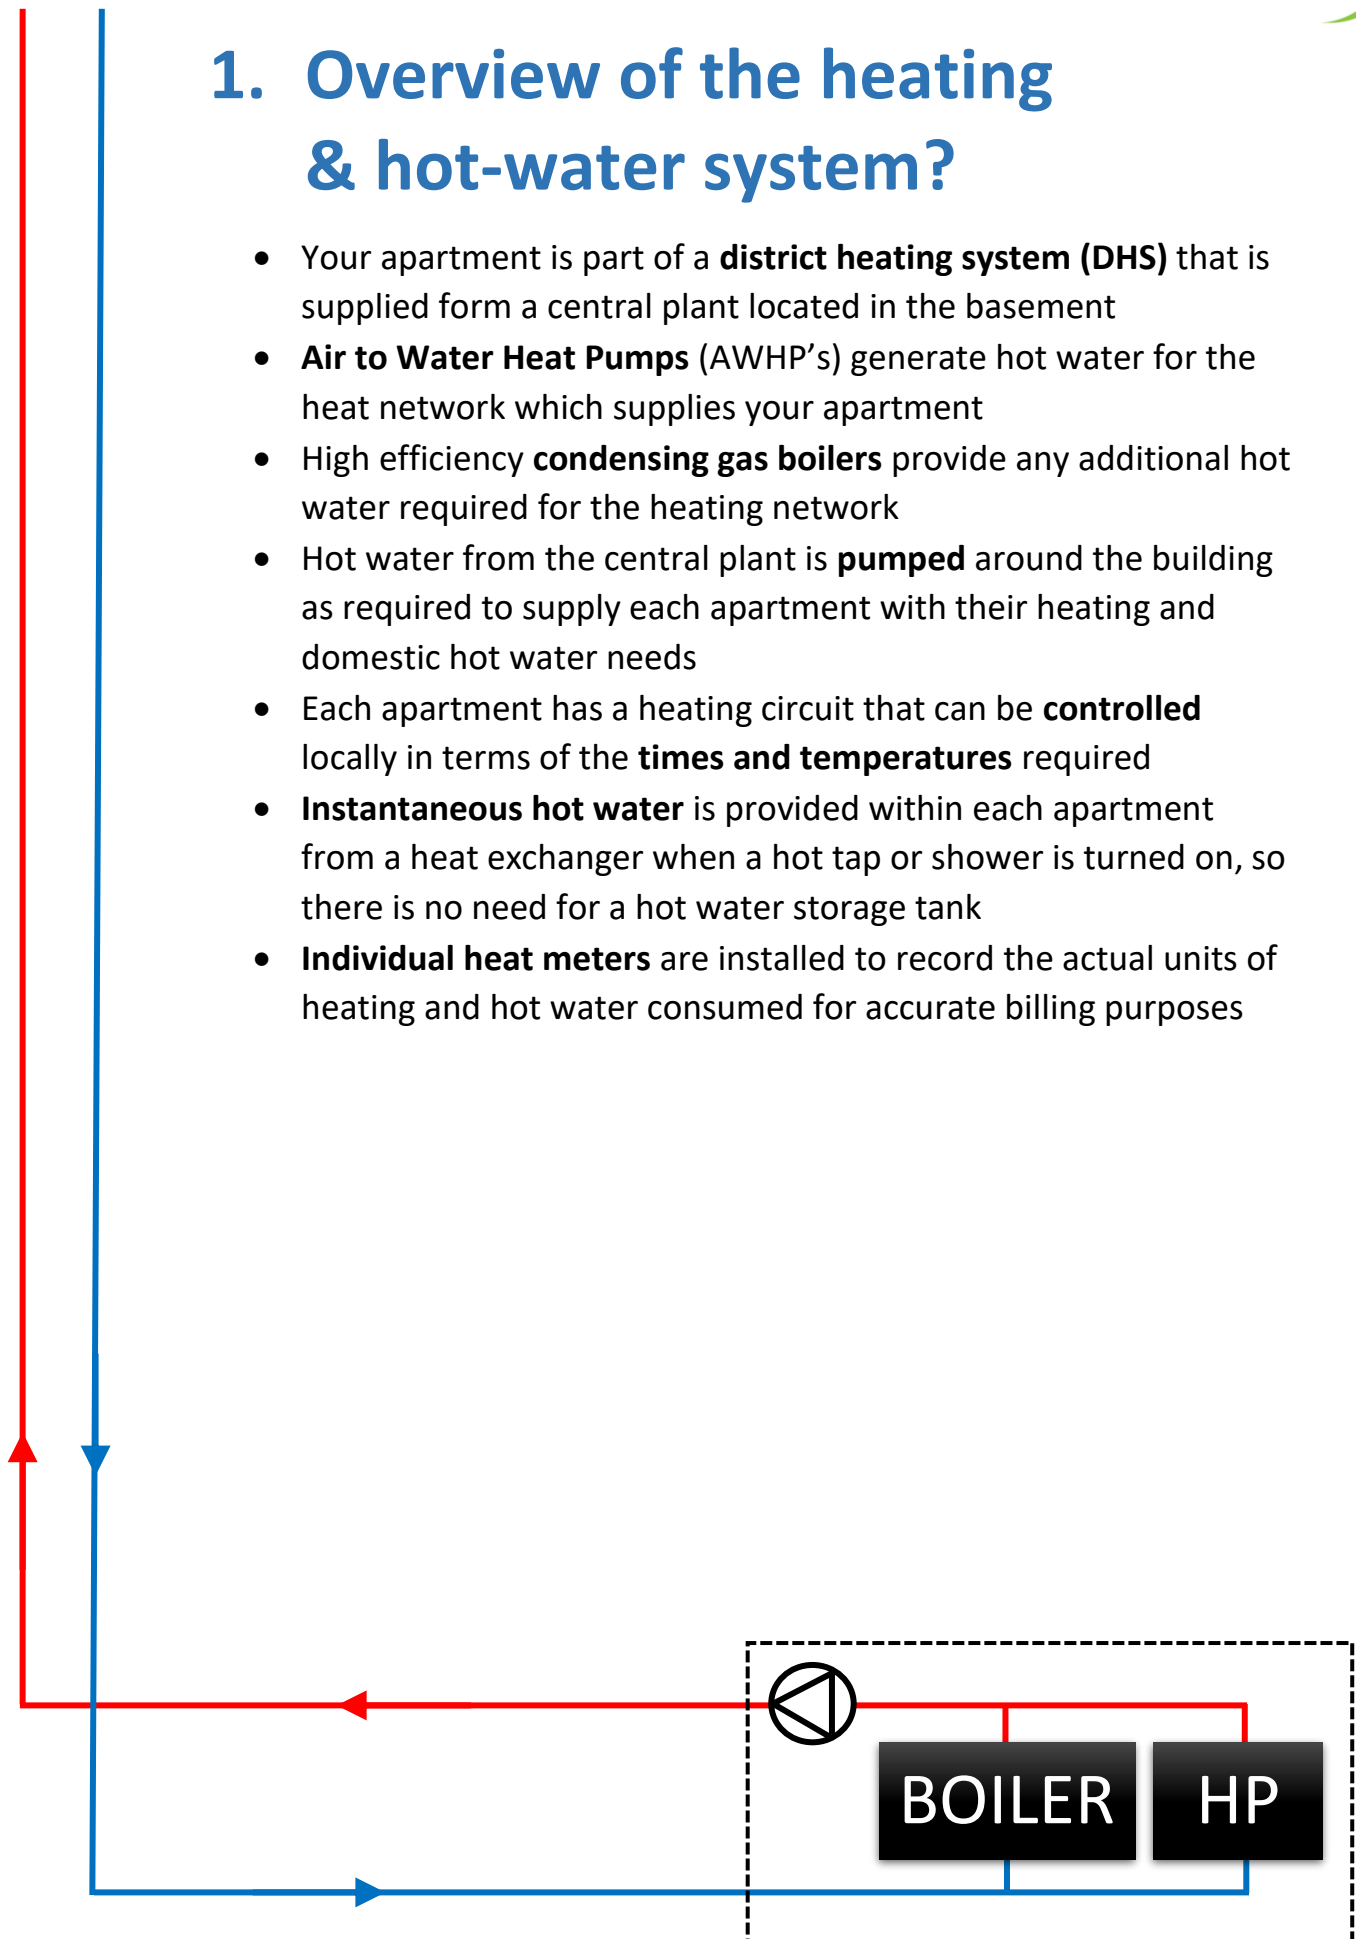 1. Overview of the heating
& hot-water system?
• Your apartment is part of a district heating system (DHS) that is
supplied form a central plant located in the basement
• Air to Water Heat Pumps (AWHP’s) generate hot water for the
heat network which supplies your apartment
• High efficiency condensing gas boilers provide any additional hot
water required for the heating network
• Hot water from the central plant is pumped around the building
as required to supply each apartment with their heating and
domestic hot water needs
• Each apartment has a heating circuit that can be controlled
locally in terms of the times and temperatures required
• Instantaneous hot water is provided within each apartment
from a heat exchanger when a hot tap or shower is turned on, so
there is no need for a hot water storage tank
• Individual heat meters are installed to record the actual units of
heating and hot water consumed for accurate billing purposes
BOILER HP